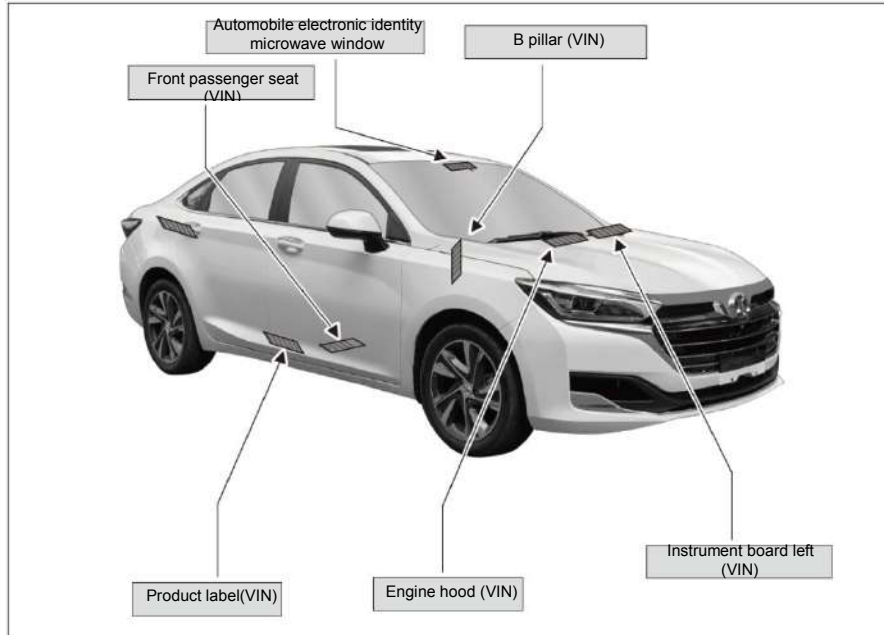 Automobile electronic identity
microwave window
B pillar (VIN)
Front passenger seat
(VIN)
Instrument board left
(VIN)
Product label(VIN)
Engine hood (VIN)